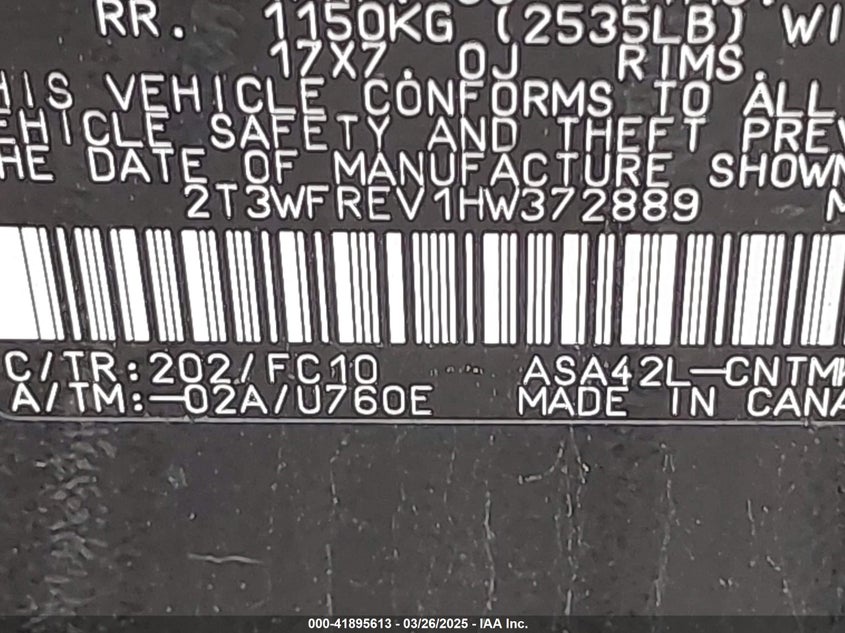 RR. 1150KG (2535LB) WI
17X7.0J RIMS.
HIS VEHICLE CONFORMS TO ALL
EHICLE SAFETY AND THEFT PREV
HE DATE OF MANUFACTURE SHOWN
2T3WFREV1HW372889 M
C/TR:202/FC10 ASA42L-CNTMK
A/TM:-02A/U760E MADE IN CANA
000-41895613 - 03/26/2025 - IAA Inc.